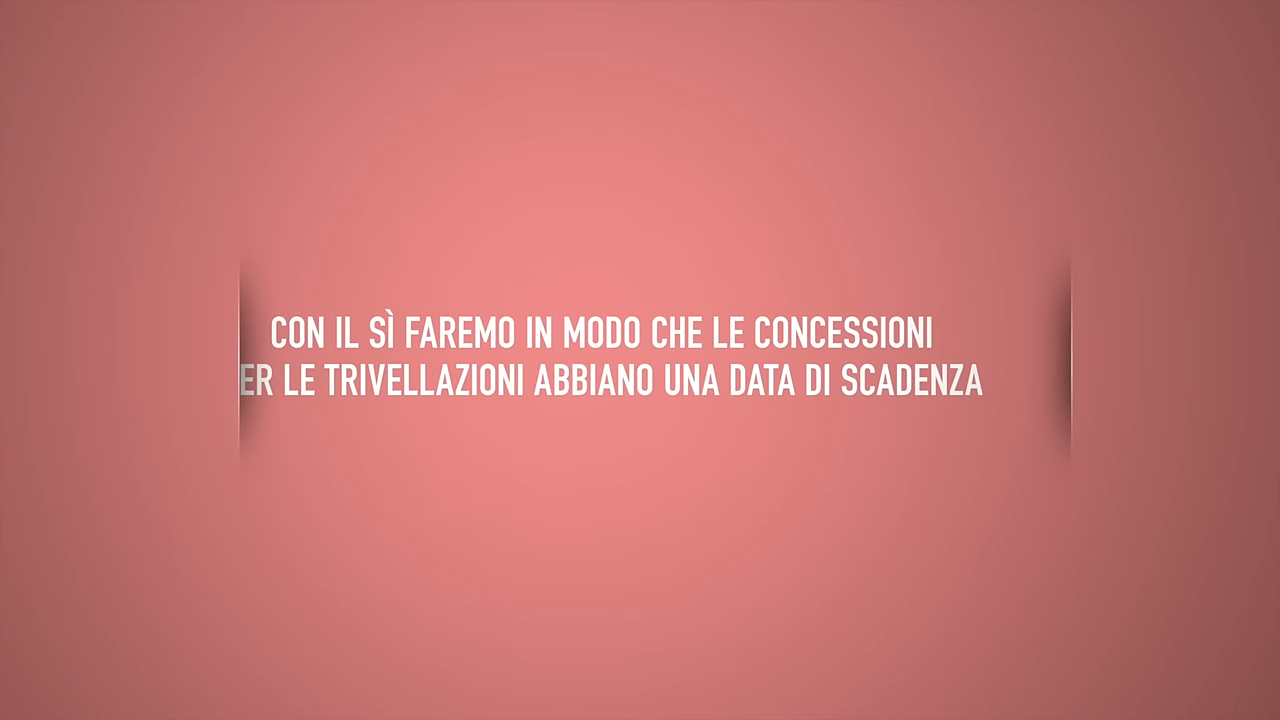 CON IL SÌ FAREMO IN MODO CHE LE CONCESSIONI
ER LE TRIVELLAZIONI ABBIANO UNA DATA DI SCADENZA